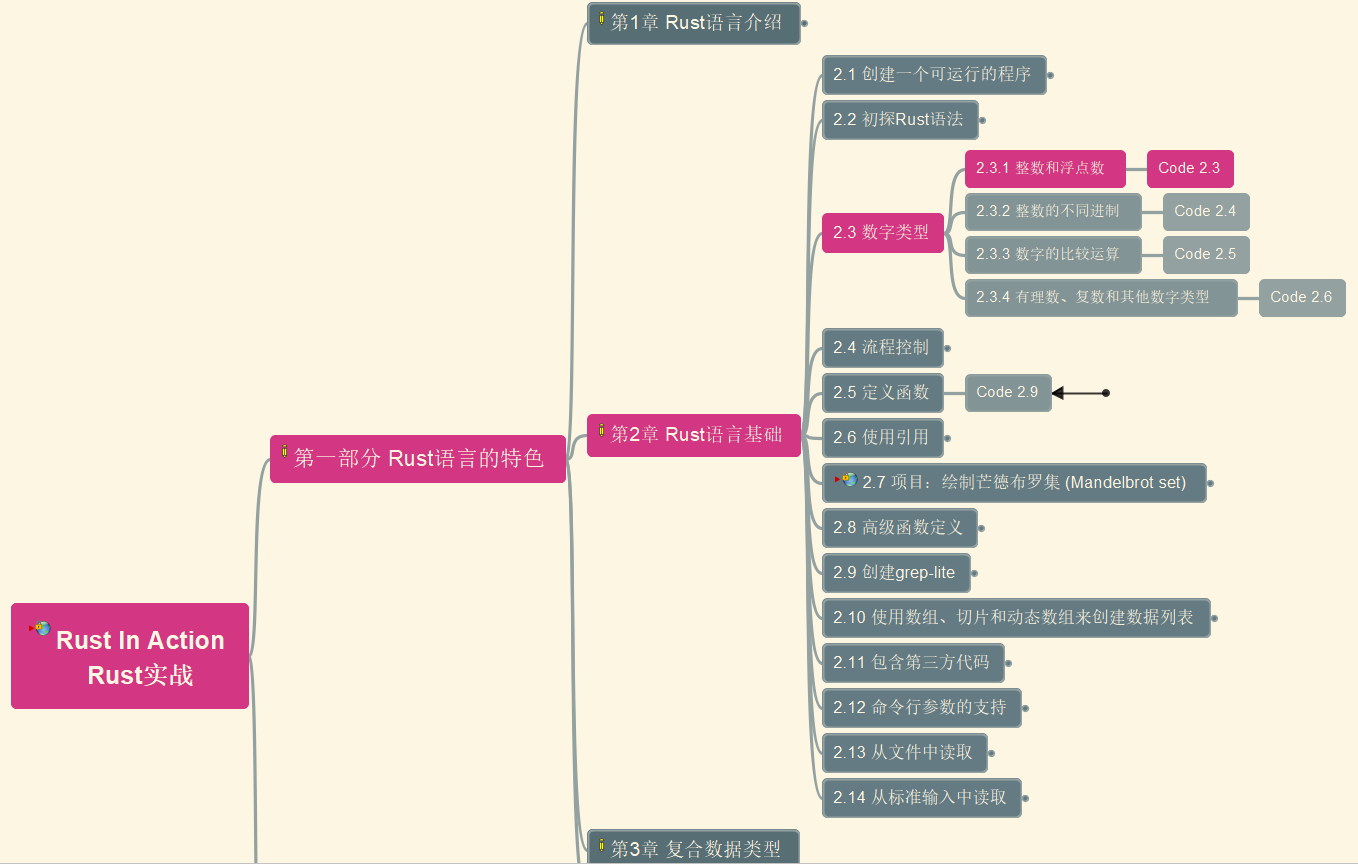 Rust In Action
Rust实战
第一部分 Rust语言的特色
第1章 Rust语言介绍
第2章 Rust语言基础
2.1 创建一个可运行的程序
2.2 初探Rust语法
2.3 数字类型
2.3.1 整数和浮点数
Code 2.3
2.3.2 整数的不同进制
Code 2.4
2.3.3 数字的比较运算
Code 2.5
2.3.4 有理数、复数和其他数字类型
Code 2.6
2.4 流程控制
2.5 定义函数
Code 2.9
2.6 使用引用
2.7 项目：绘制芒德布罗集 (Mandelbrot set)
2.8 高级函数定义
2.9 创建grep-lite
2.10 使用数组、切片和动态数组来创建数据列表
2.11 包含第三方代码
2.12 命令行参数的支持
2.13 从文件中读取
2.14 从标准输入中读取
第3章 复合数据类型